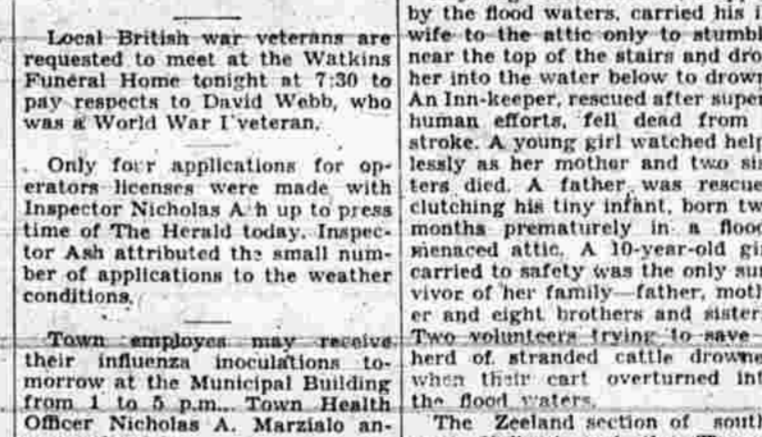 Local British war veterans are
requested to meet at the Watkins
Funeral Home tonight at 7:30 to
pay respects to David Webb, who
was a World War I veteran.
Only four applications for op-
erators licenses were made with
Inspector Nicholas A h up to press
time of The Herald today. Inspec-
tor Ash attributed the small num-
ber of applications to the weather
conditions.
Town employes may receive
their influenza inoculations to-
morrow at the Municipal Building
from 1 to 5 p.m. Town Health
Officer Nicholas A. Marzialo an-
by the flood waters, carried his i
wife to the attic only to stumbl
near the top of the stairs and dro
her into the water below to drown
An Inn-keeper, rescued after super
human efforts, fell dead from
stroke. A young girl watched help
lessly as her mother and two sis
ters died. A father was rescue
clutching his tiny infant, born tw
months prematurely in a flood
menaced attic. A 10-year-old gi
carried to safety was the only sur
vivor of her family—father, moth
er and eight brothers and sister
Two volunteers trying to save
herd of stranded cattle drowne
when their cart overturned int
the flood waters.
The Zeeland section of south